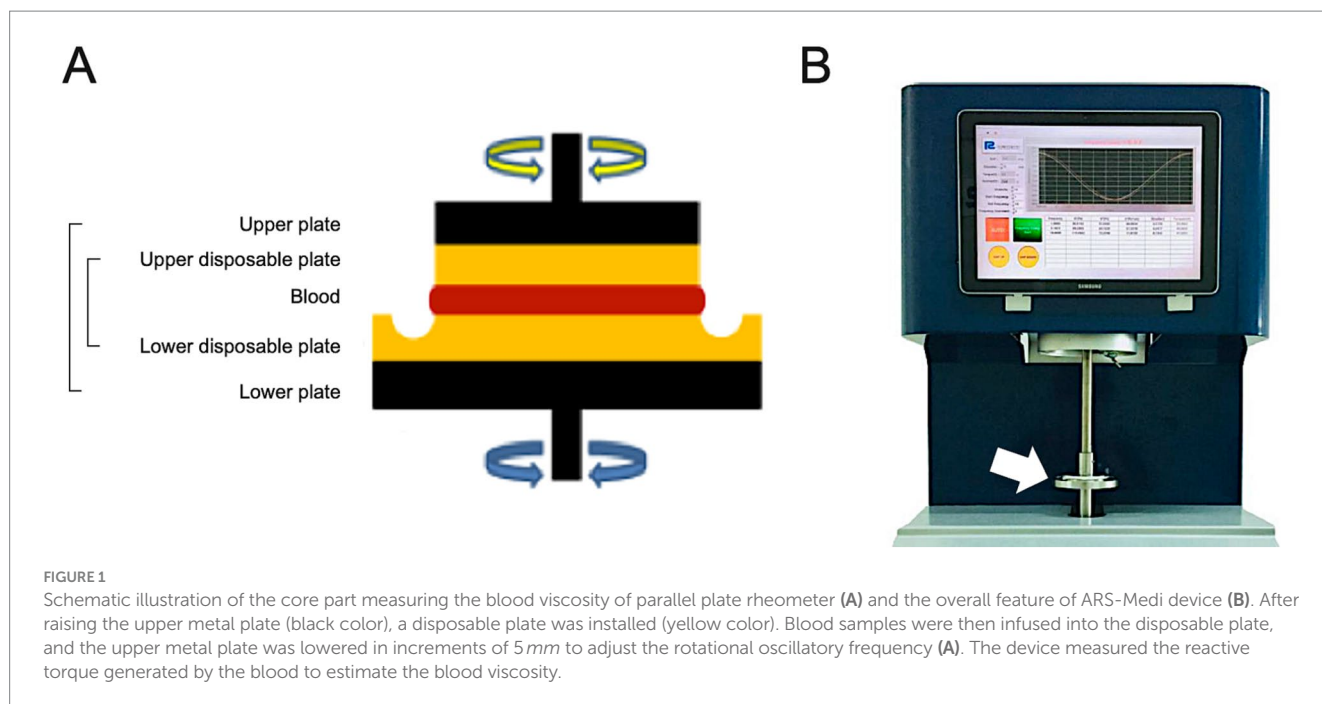 A
B
Upper plate
Upper disposable plate
Blood
Lower disposable plate
Lower plate
SAMSUNG
FIGURE 1
Schematic illustration of the core part measuring the blood viscosity of parallel plate rheometer (A) and the overall feature of ARS-Medi device (B). After
raising the upper metal plate (black color), a disposable plate was installed (yellow color). Blood samples were then infused into the disposable plate,
and the upper metal plate was lowered in increments of 5 mm to adjust the rotational oscillatory frequency (A). The device measured the reactive
torque generated by the blood to estimate the blood viscosity.